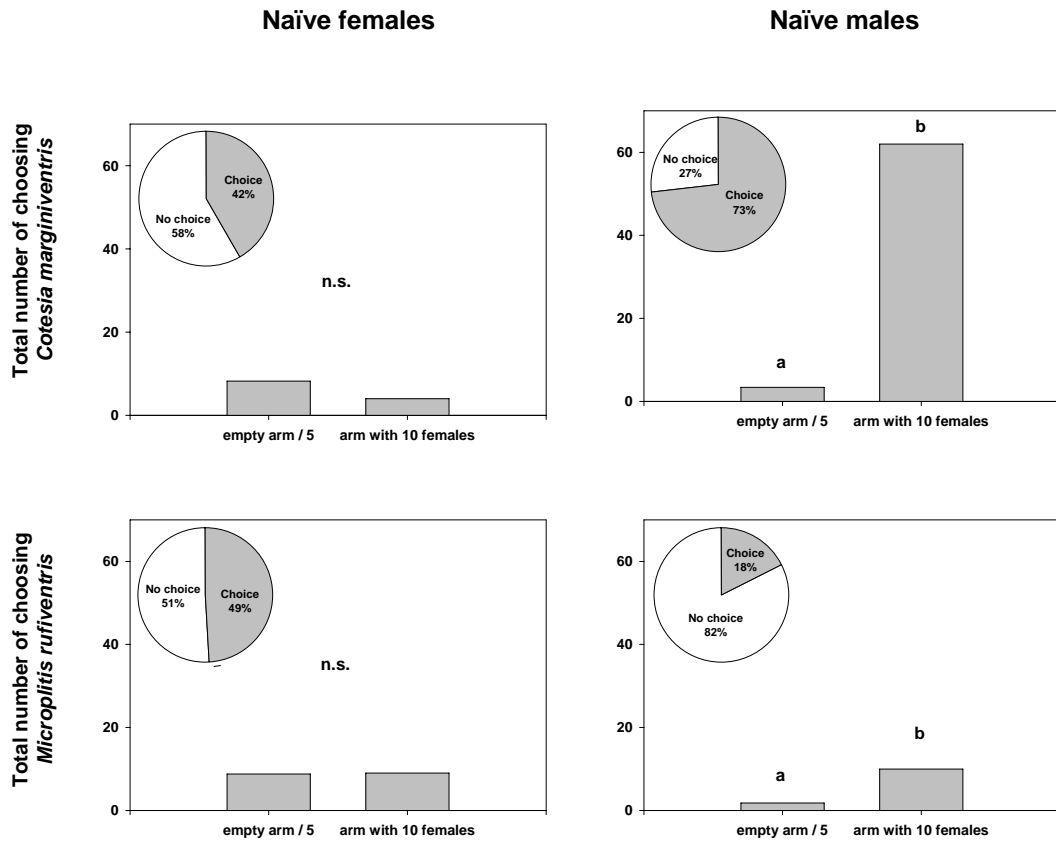 Naïve females
Naïve males
Total number of choosing
Cotesia marginiventris
60
40
20
0
Choice
42%
No choice
58%
n.s.
empty arm / 5
arm with 10 females
60
40
20
0
No choice
27%
Choice
73%
a
b
empty arm / 5
arm with 10 females
Total number of choosing
Microplitis rufiventris
60
40
20
0
No choice
51%
Choice
49%
n.s.
empty arm / 5
arm with 10 females
60
40
20
0
Choice
18%
No choice
82%
a
b
empty arm / 5
arm with 10 females